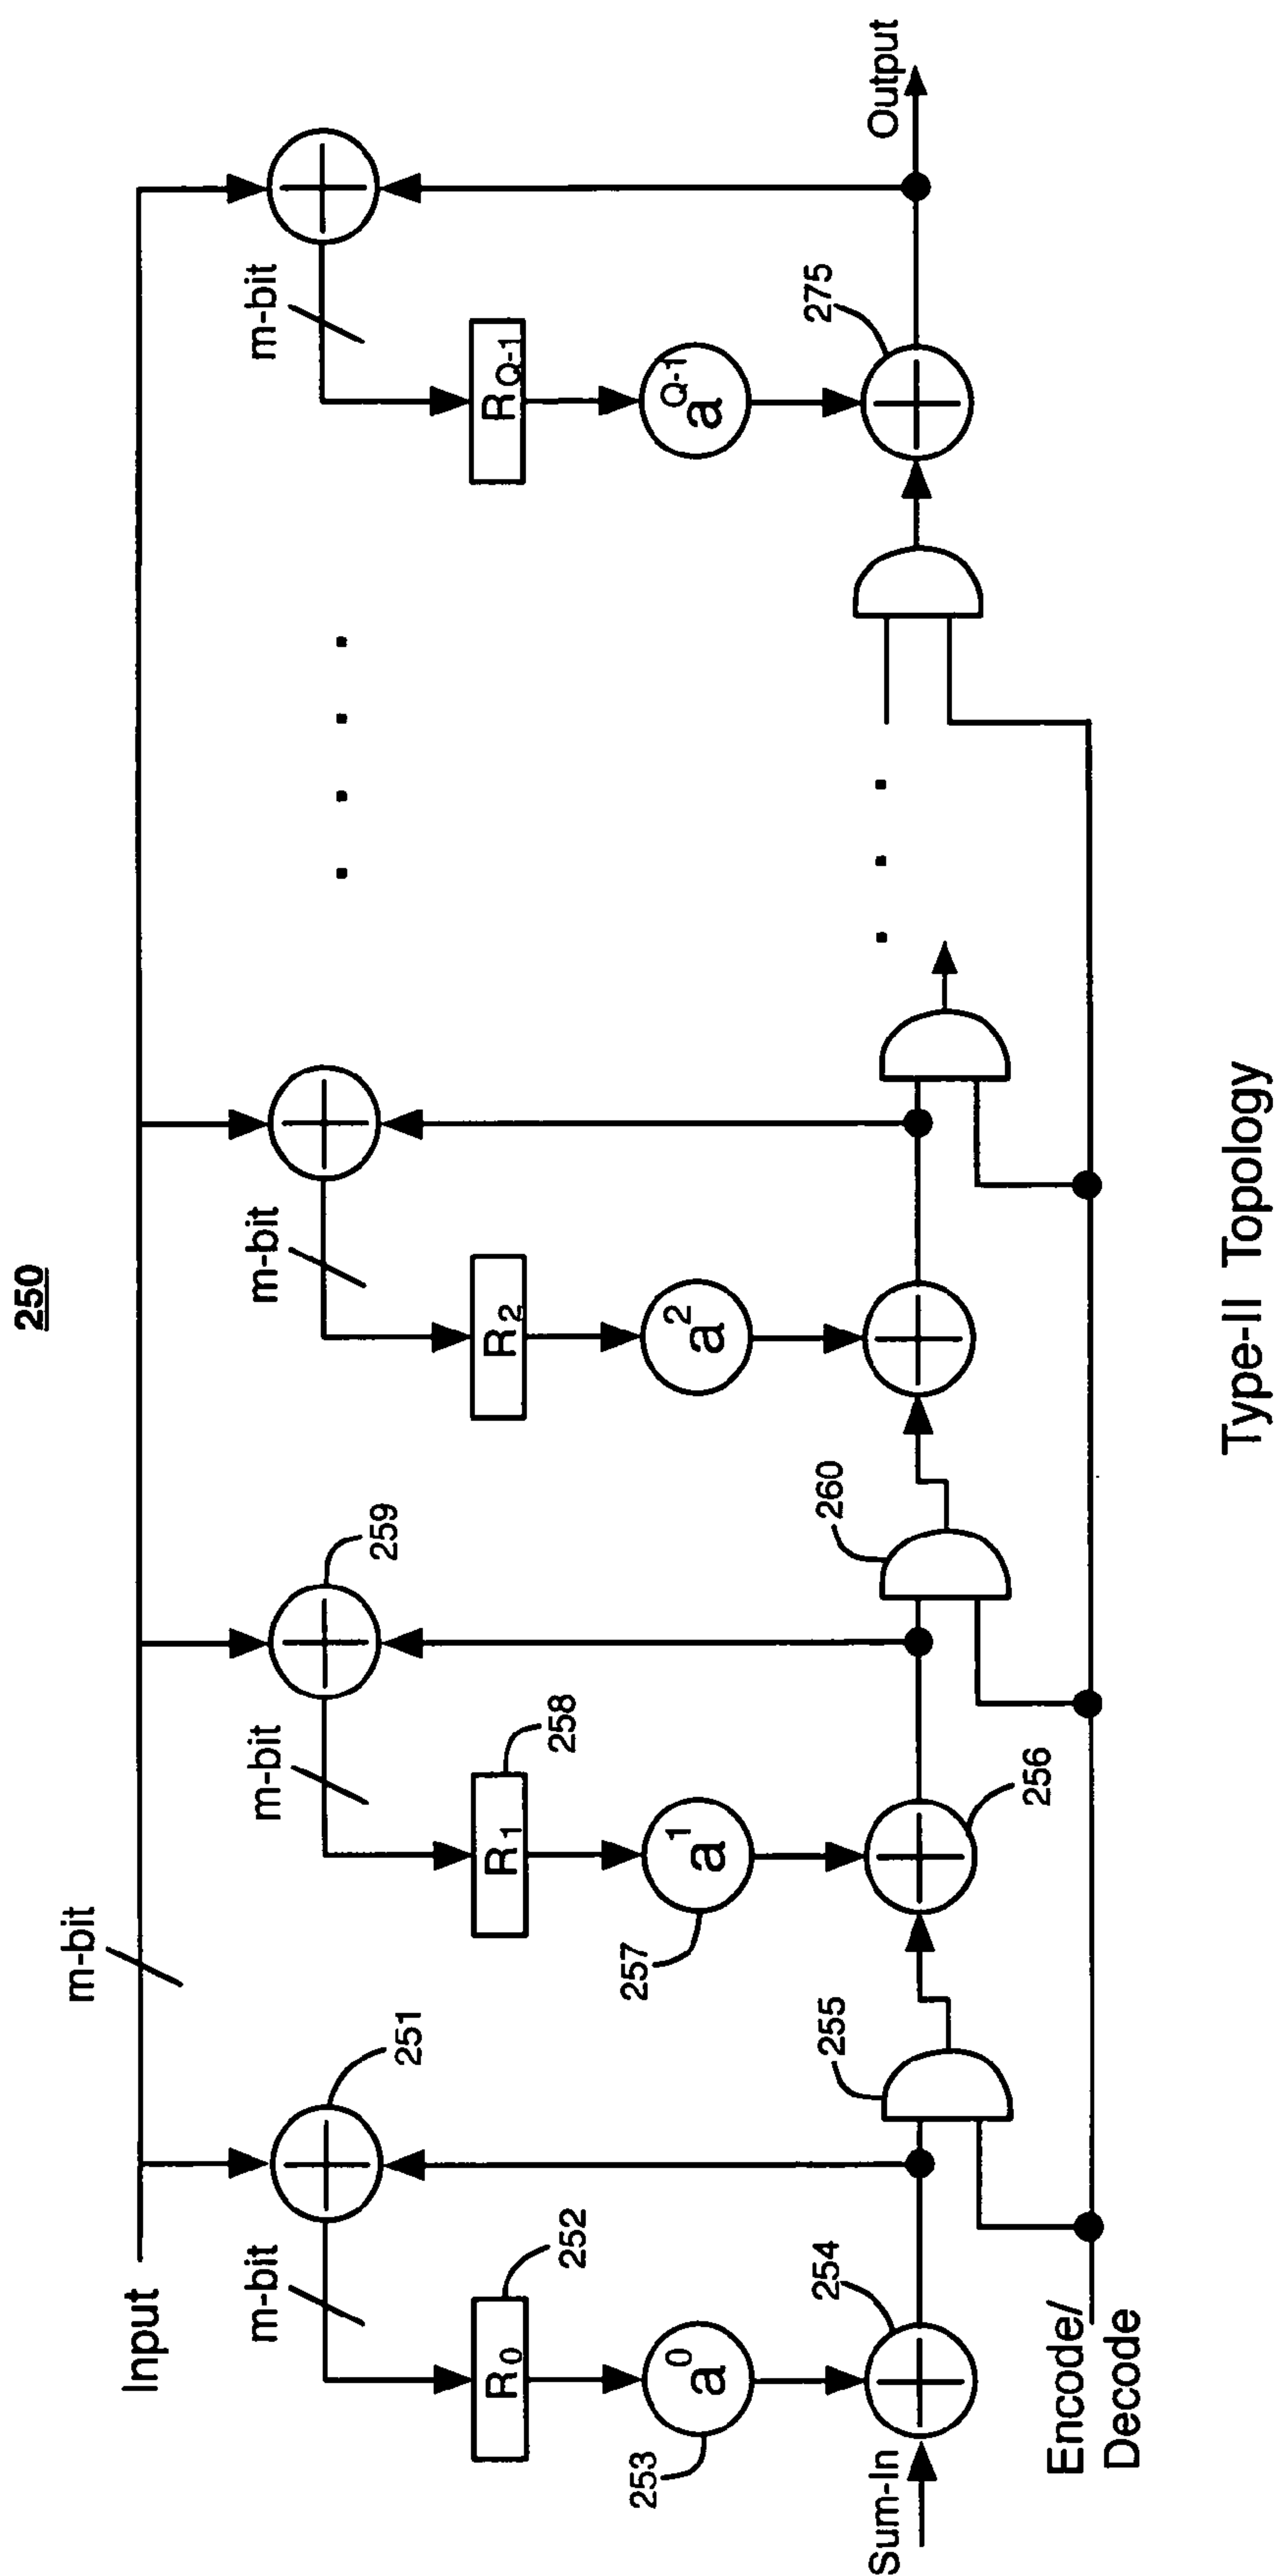 250
Input
m-bit
251
m-bit
R0
252
a0
253
Sum-In
254
255
Encode/
Decode
259
m-bit
R1
258
a1
257
256
260
m-bit
R2
a2
m-bit
RQ-1
aQ-1
275
Output
Type-II Topology